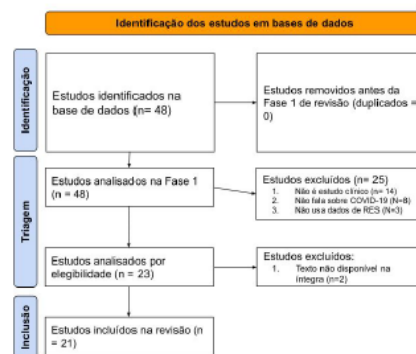 Identificação dos estudos em bases de dados
Identificação
Estudos identificados na
base de dados (n= 48)
Estudos removidos antes da
Fase 1 de revisão (duplicados =
0)
Triagem
Estudos analisados na Fase 1
(n = 48)
Estudos excluídos (n= 25)
1. Não é estudo clínico (n= 14)
2. Não fala sobre COVID-19 (N=8)
3. Não usa dados de RES (N=3)
Estudos analisados por
elegibilidade (n = 23)
Estudos excluídos:
1. Texto não disponível na
íntegra (n=2)
Inclusão
Estudos incluídos na revisão (n
= 21)